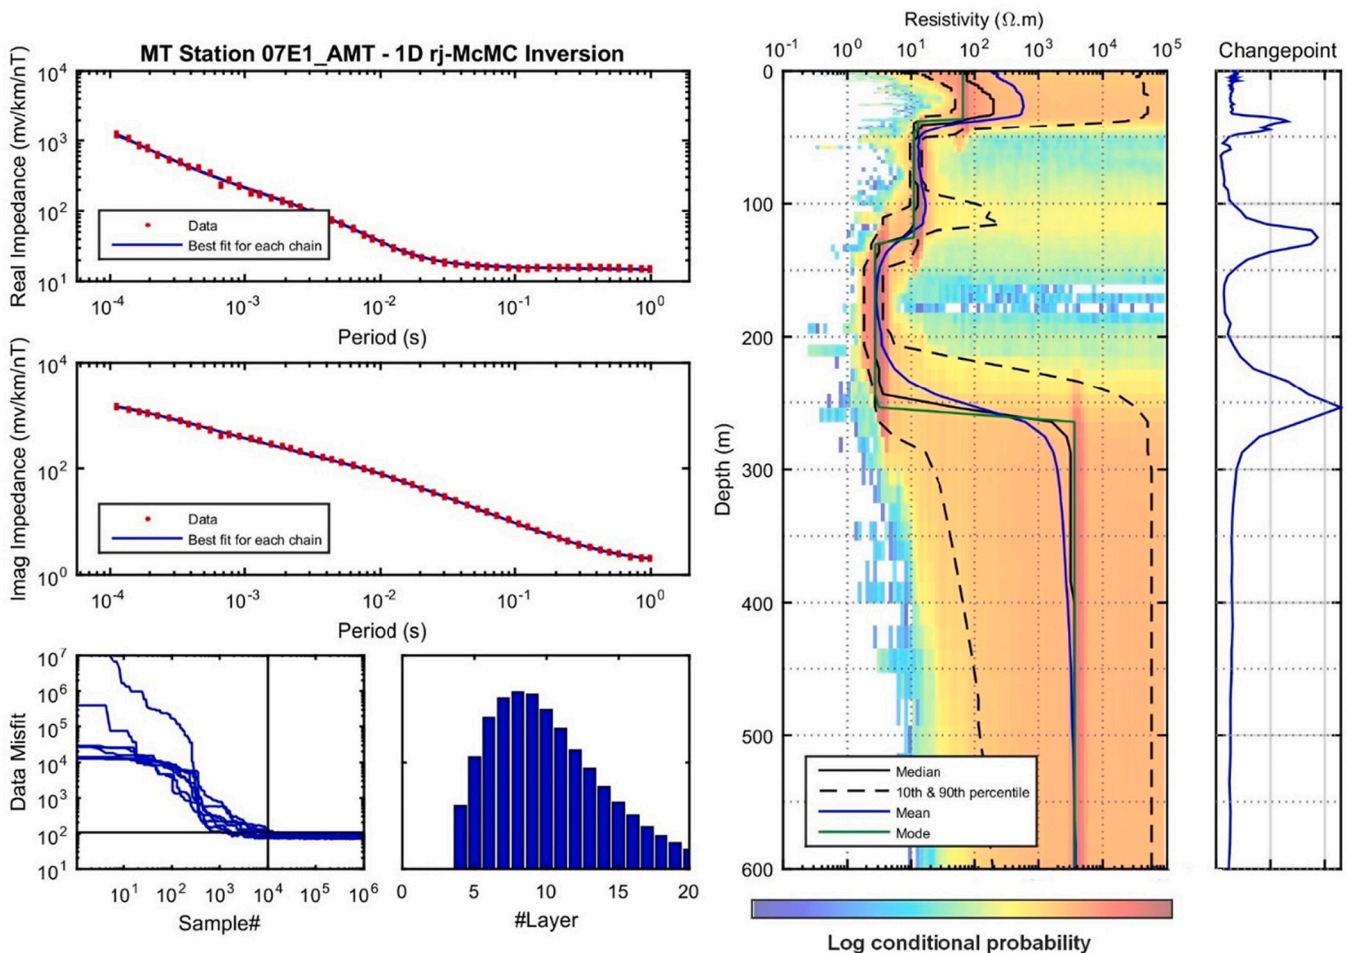 MT Station 07E1_AMT - 1D rj-McMC Inversion
Real Impedance (mv/km/nT)
10^4
10^3
10^2
10^1
Data
Best fit for each chain
10^-4 10^-3 10^-2 10^-1 10^0
Period (s)
Imag Impedance (mv/km/nT)
10^4
10^2
10^0
Data
Best fit for each chain
10^-4 10^-3 10^-2 10^-1 10^0
Period (s)
Data Misfit
10^7
10^6
10^5
10^4
10^3
10^2
10^1
10^1 10^2 10^3 10^4 10^5 10^6
Sample#
0 5 10 15 20
#Layer
Resistivity (Ω.m)
10^-1 10^0 10^1 10^2 10^3 10^4 10^5
Depth (m)
0
100
200
300
400
500
600
Median
10th & 90th percentile
Mean
Mode
Log conditional probability
Changepoint